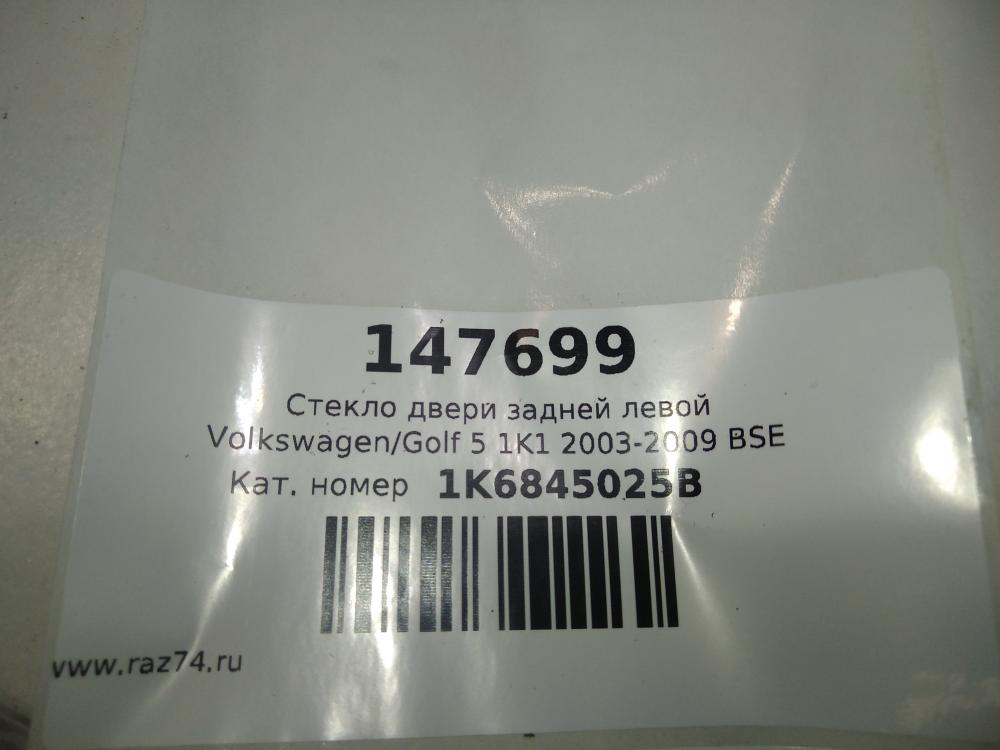 147699
Стекло двери задней левой
Volkswagen/Golf 5 1K1 2003-2009 BSE
Кат. номер 1K6845025B
www.raz74.ru